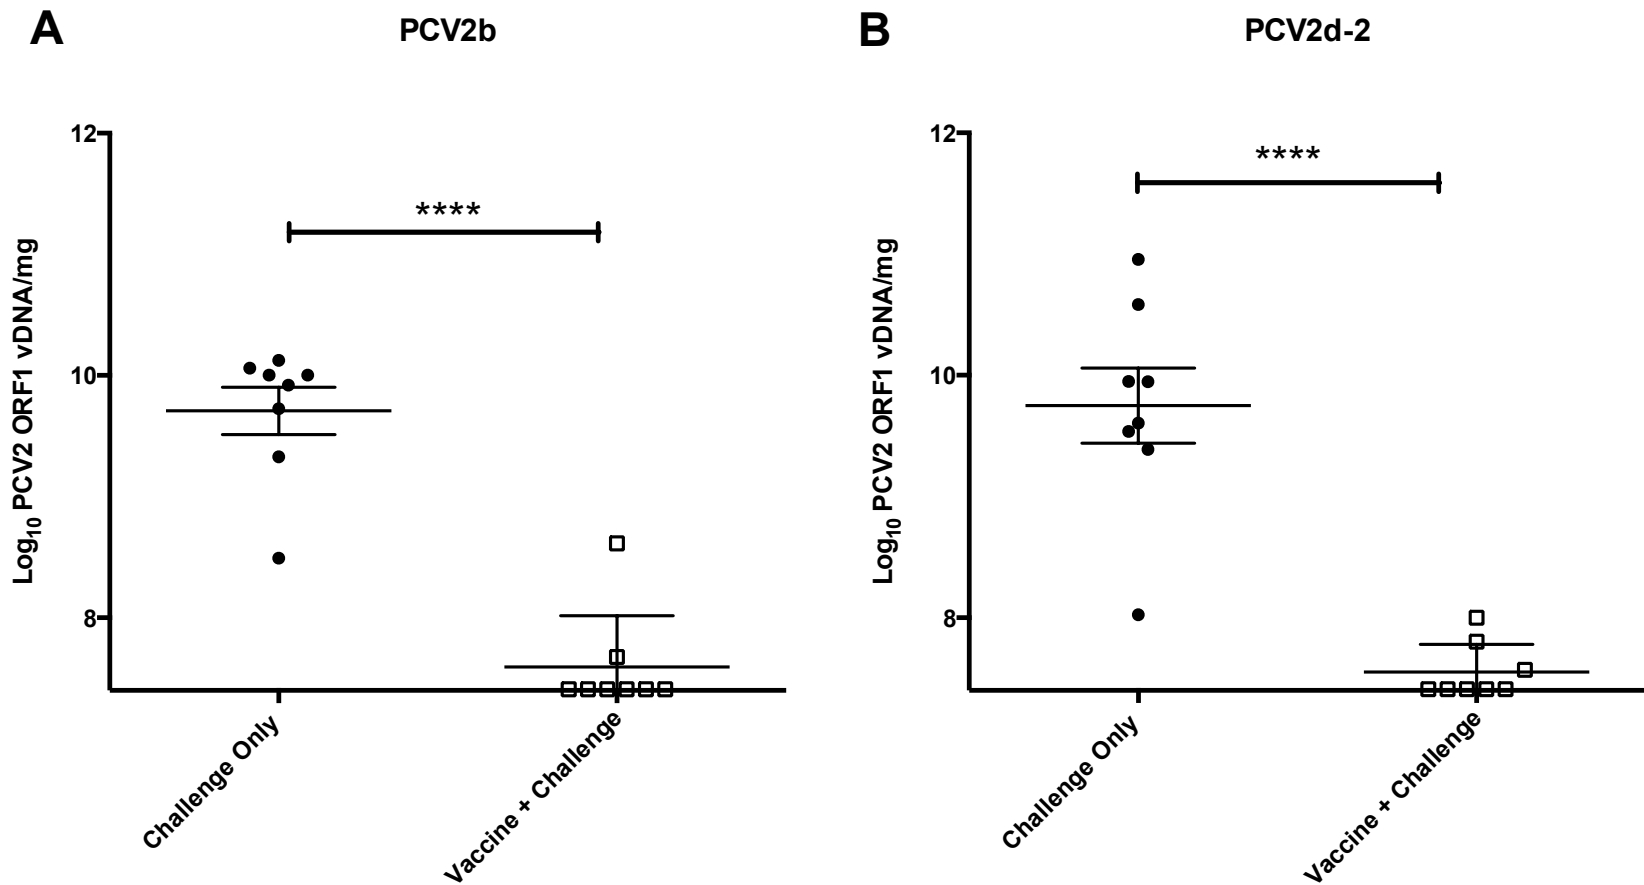 A
PCV2b
12
10
8
Log10 PCV2 ORF1 vDNA/mg
****
Challenge Only
Vaccine + Challenge
B
PCV2d-2
12
10
8
Log10 PCV2 ORF1 vDNA/mg
****
Challenge Only
Vaccine + Challenge